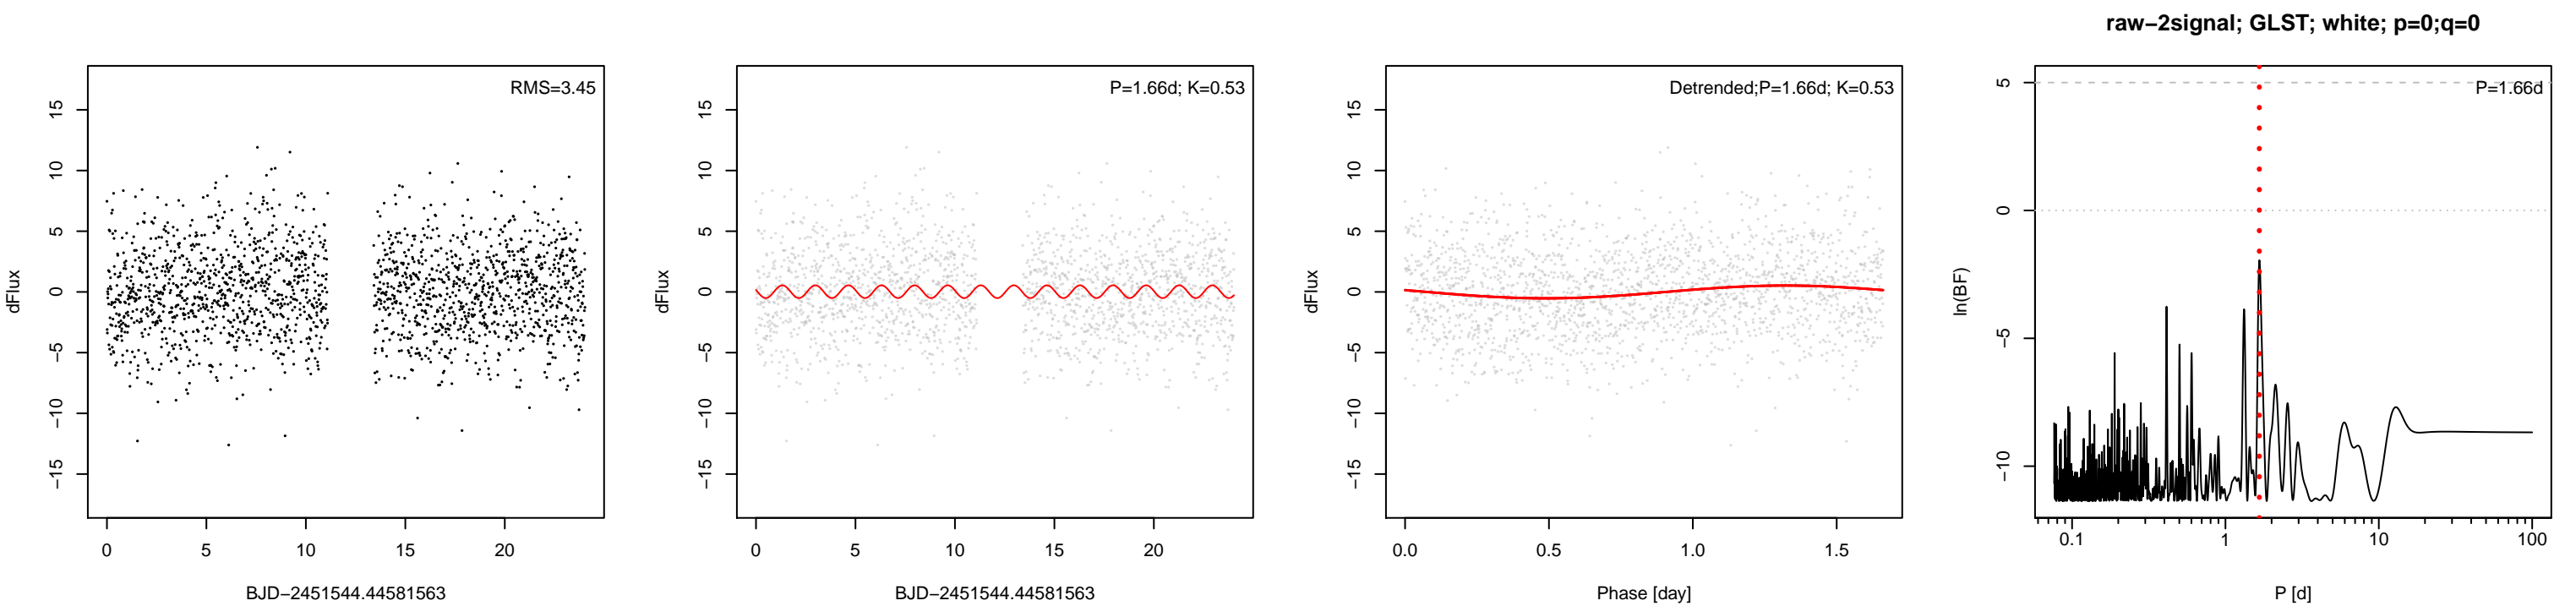 raw−2signal; GLST; white; p=0;q=0
RMS=3.45
dFlux
15
10
5
0
−5
−10
−15
0 5 10 15 20
BJD−2451544.44581563
P=1.66d; K=0.53
dFlux
15
10
5
0
−5
−10
−15
0 5 10 15 20
BJD−2451544.44581563
Detrended;P=1.66d; K=0.53
dFlux
15
10
5
0
−5
−10
−15
0.0 0.5 1.0 1.5
Phase [day]
P=1.66d
ln(BF)
5
0
−5
−10
0.1 1 10 100
P [d]